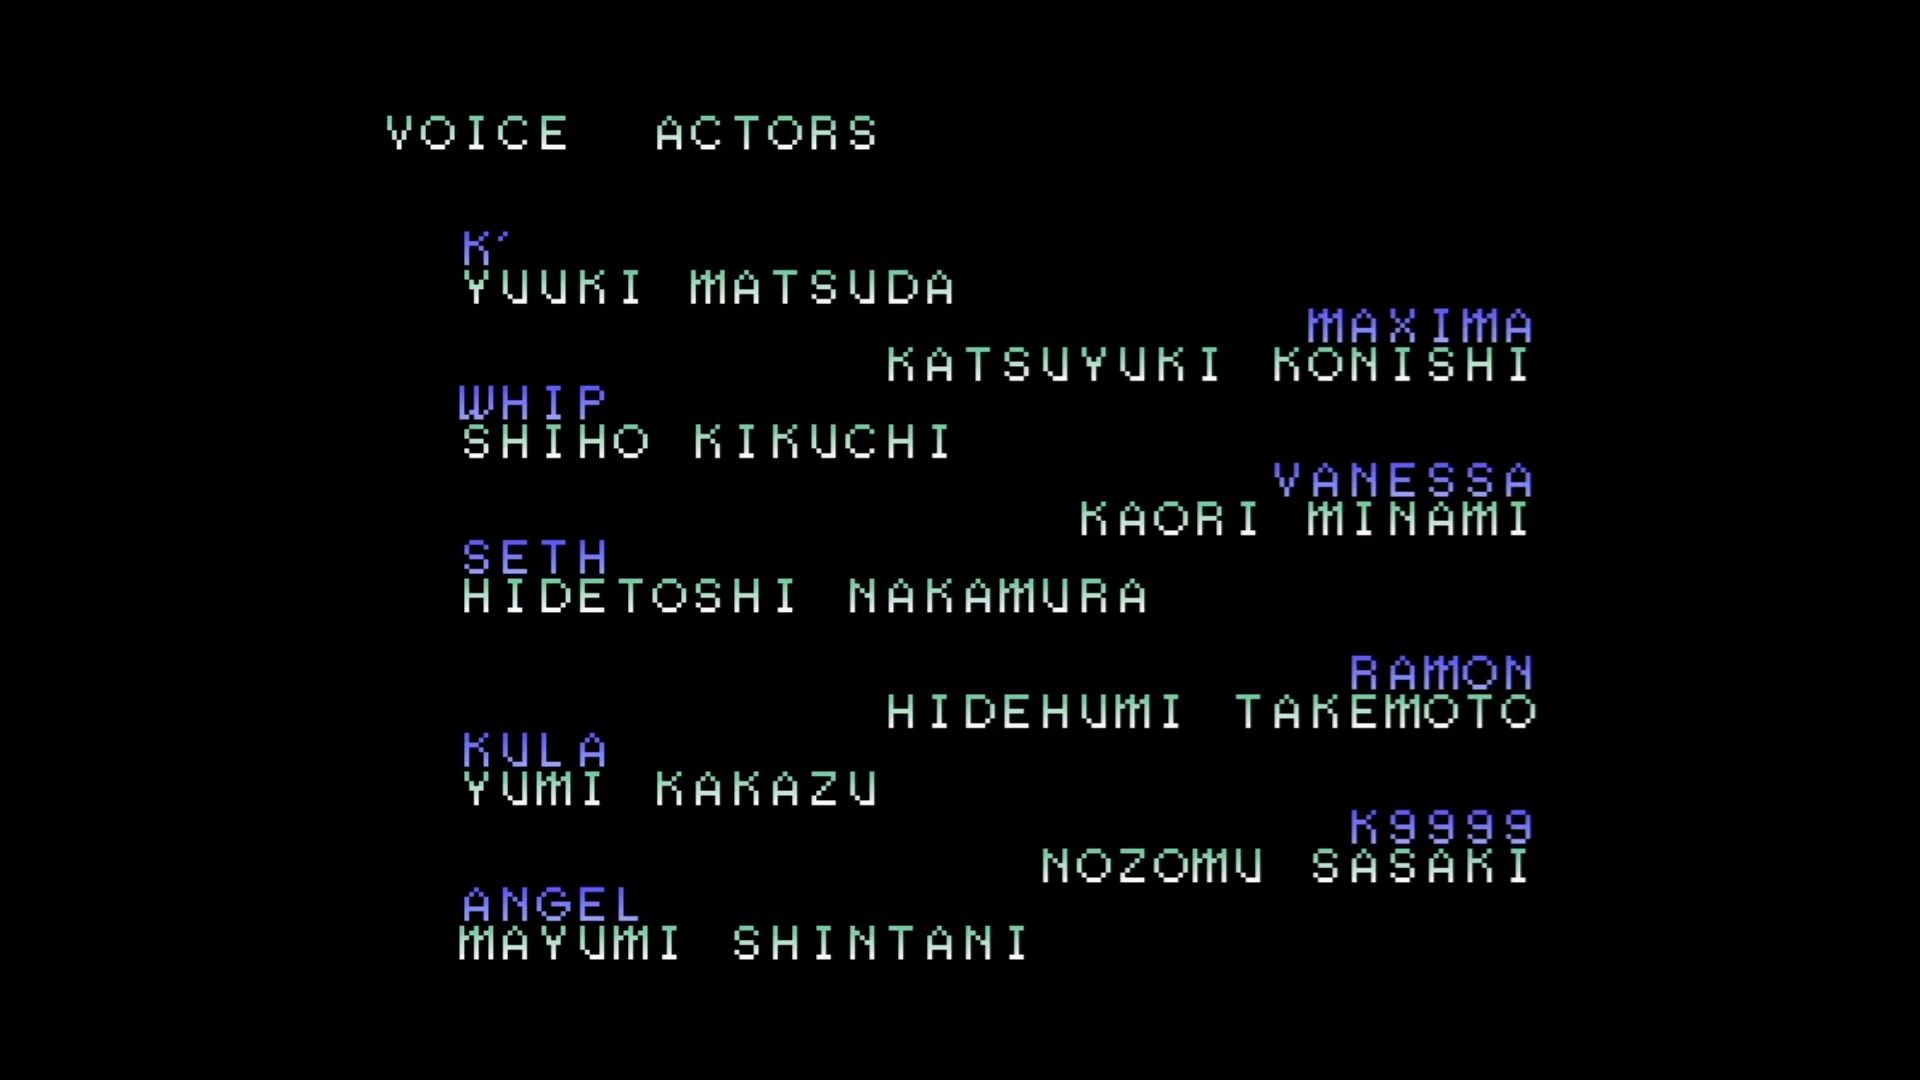 VOICE ACTORS
K´
YUUKI MATSUDA
MAXIMA
KATSUYUKI KONISHI
WHIP
SHIHO KIKUCHI
VANESSA
KAORI MINAMI
SETH
HIDETOSHI NAKAMURA
RAMON
HIDEHUMI TAKEMOTO
KULA
YUMI KAKAZU
K9999
NOZOMU SASAKI
ANGEL
MAYUMI SHINTANI